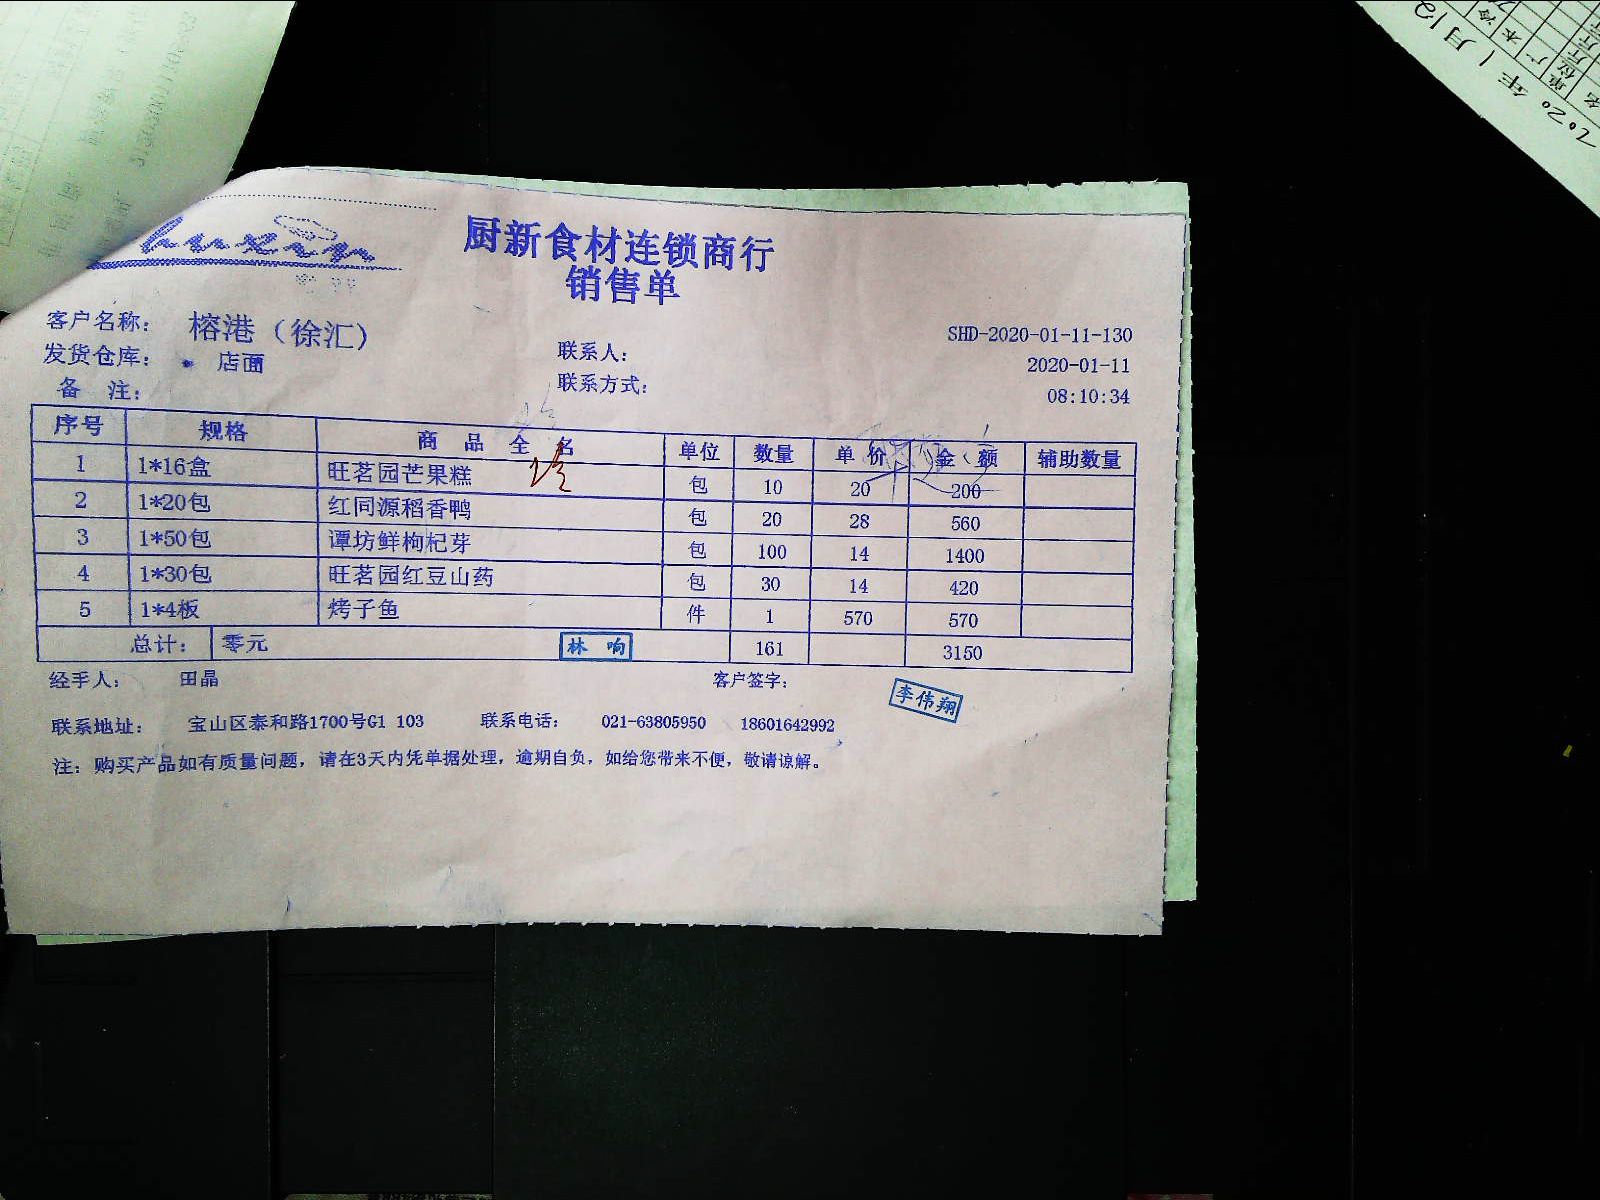 厨新食材连锁商行
销售单
客户名称： 榕港（徐汇）
SHD-2020-01-11-130
发货仓库： 店面 联系人： 2020-01-11
备 注： 联系方式： 08:10:34
序号 规格 商 品 全 名 单位 数量 单 价 金 额 辅助数量
1 1*16盒 旺茗园芒果糕 包 10 20 200
2 1*20包 红同源稻香鸭 包 20 28 560
3 1*50包 谭坊鲜枸杞芽 包 100 14 1400
4 1*30包 旺茗园红豆山药 包 30 14 420
5 1*4板 烤子鱼 件 1 570 570
总计： 零元 林 响 161 3150
经手人： 田晶 客户签字： 李伟翔
联系地址： 宝山区泰和路1700号G1 103 联系电话： 021-63805950 18601642992
注：购买产品如有质量问题，请在3天内凭单据处理，逾期自负，如给您带来不便，敬请谅解。
2020年1月12